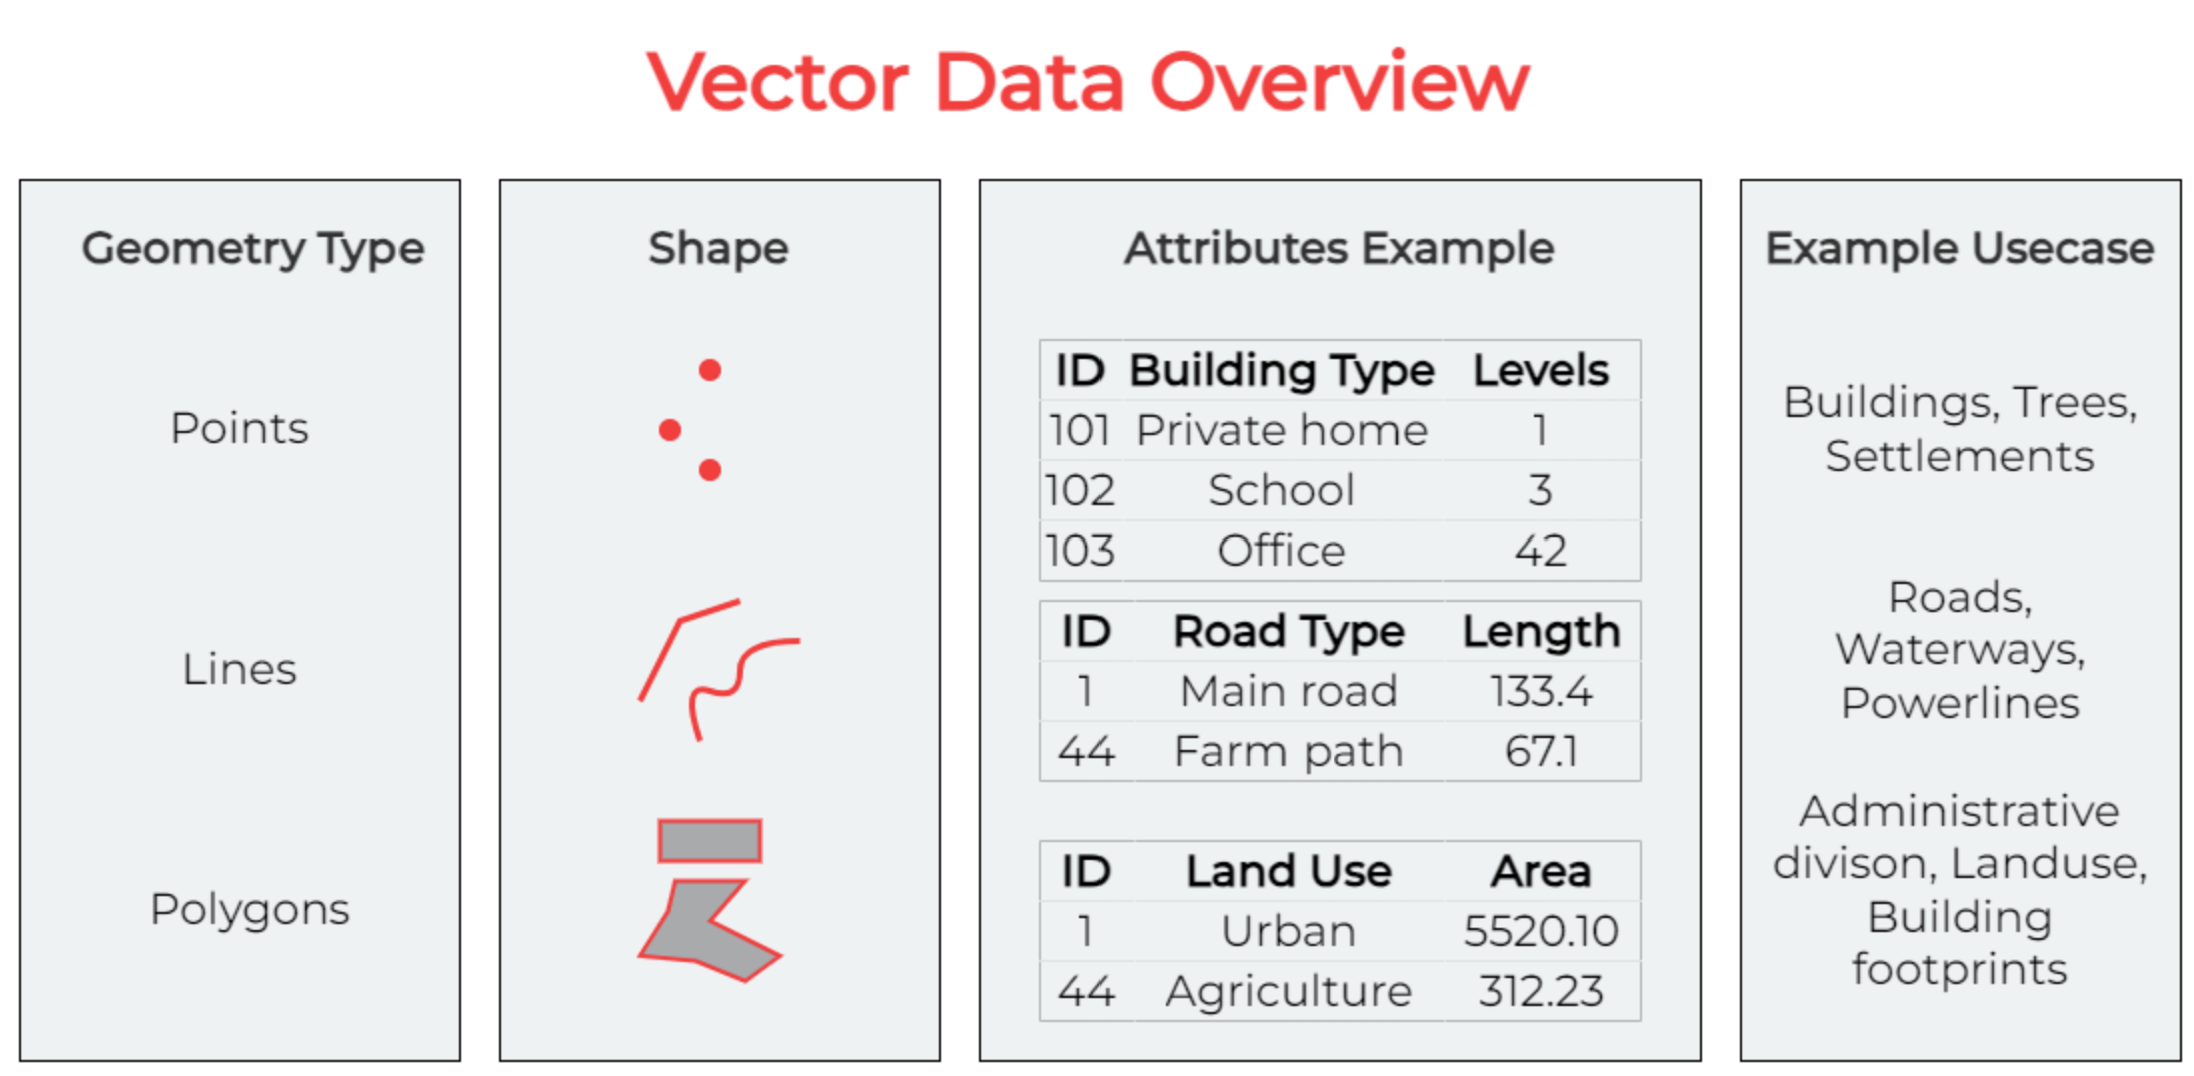 Vector Data Overview
Geometry Type
Points
Lines
Polygons
Shape
Attributes Example
ID Building Type Levels
101 Private home 1
102 School 3
103 Office 42
ID Road Type Length
1 Main road 133.4
44 Farm path 67.1
ID Land Use Area
1 Urban 5520.10
44 Agriculture 312.23
Example Usecase
Buildings, Trees,
Settlements
Roads,
Waterways,
Powerlines
Administrative
divison, Landuse,
Building
footprints